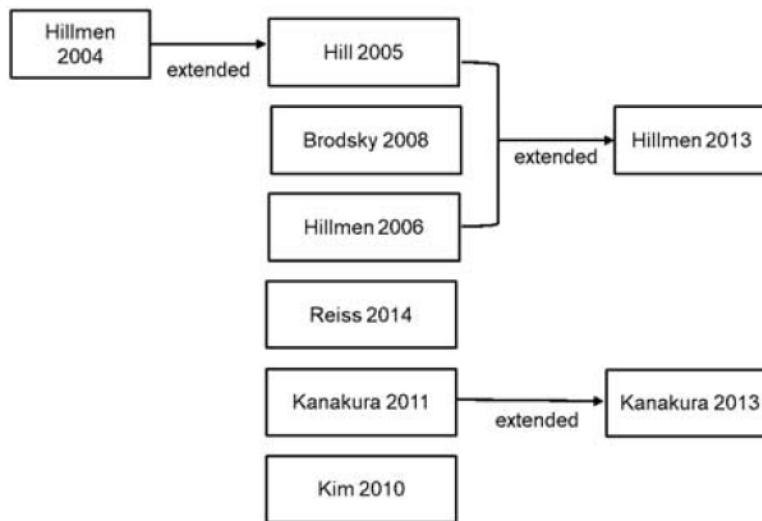 Hillmen
2004
extended
Hill 2005
Brodsky 2008
extended
Hillmen 2013
Hillmen 2006
Reiss 2014
Kanakura 2011
extended
Kanakura 2013
Kim 2010